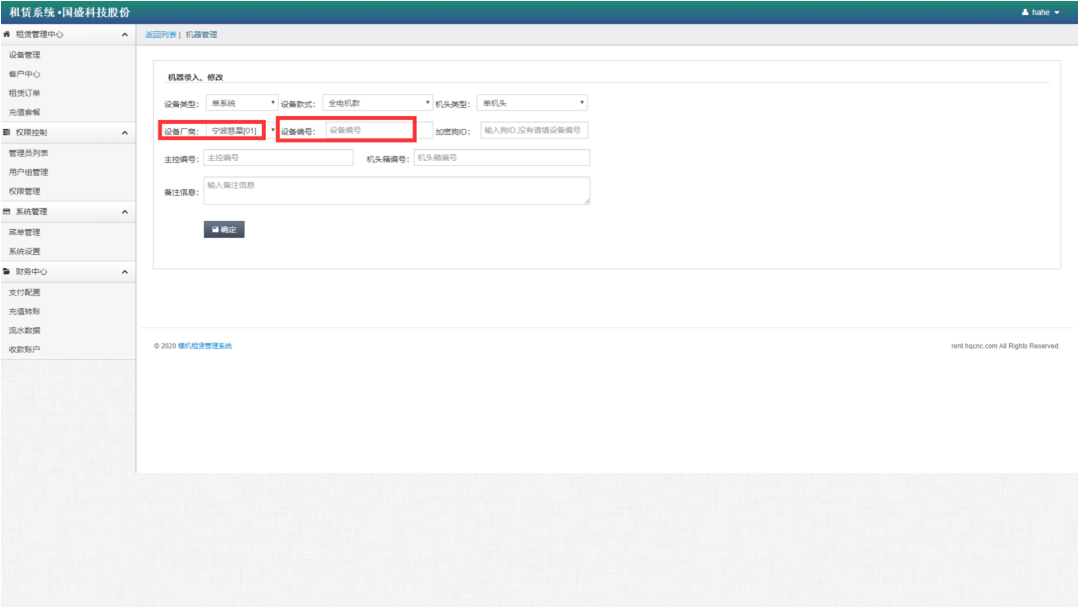 租赁系统•国盛科技股份
hahe
租赁管理中心
返回列表 | 机器管理
设备管理
客户中心
租赁订单
充值套餐
权限控制
管理员列表
用户组管理
权限管理
系统管理
菜单管理
系统设置
财务中心
支付配置
充值转账
流水数据
收款账户
机器录入、修改
设备类型： 单系统 设备款式： 全电机款 机头类型： 单机头
设备厂商： 宁波慈星[01] 设备编号： 设备编号 加密狗ID： 输入狗ID,没有请填设备编号
主控编号： 主控编号 机头箱编号： 机头箱编号
备注信息： 输入备注信息
确定
© 2020 横机租赁管理系统 rent.hqcnc.com All Rights Reserved.